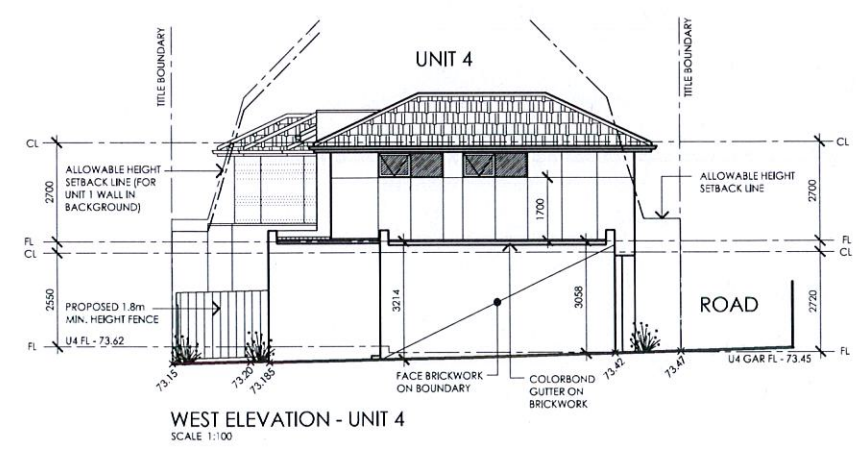 UNIT 4
TITLE BOUNDARY
TITLE BOUNDARY
CL
CL
ALLOWABLE HEIGHT
SETBACK LINE (FOR
UNIT 1 WALL IN
BACKGROUND)
ALLOWABLE HEIGHT
SETBACK LINE
2700
1700
2700
FL
FL
CL
CL
2550
PROPOSED 1.8m
MIN. HEIGHT FENCE
3214
3058
ROAD
2720
U4 FL - 73.62
FL
FL
U4 GAR FL - 73.45
73.15
73.20
73.185
73.42
73.47
FACE BRICKWORK
ON BOUNDARY
COLORBOND
GUTTER ON
BRICKWORK
WEST ELEVATION - UNIT 4
SCALE 1:100